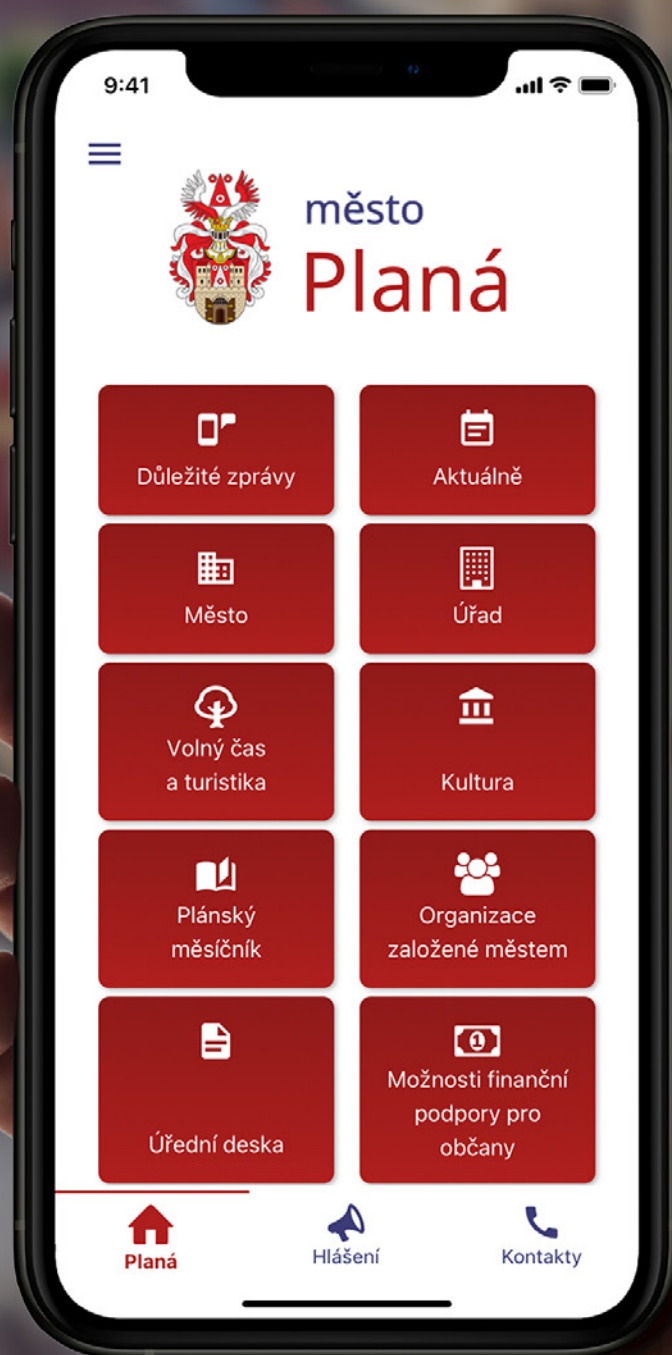 9:41
město
Planá
Důležité zprávy
Aktuálně
Město
Úřad
Volný čas
a turistika
Kultura
Plánský
měsíčník
Organizace
založené městem
Úřední deska
1
Možnosti finanční
podpory pro
občany
Planá
Hlášení
Kontakty